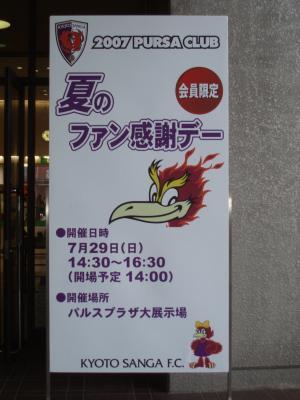 KYOTO SANGA
2007 PURSA CLUB
夏の
会員限定
ファン感謝デー
●開催日時
7月29日(日)
14:30～16:30
(開場予定 14:00)
●開催場所
パルスプラザ大展示場
KYOTO SANGA F.C.